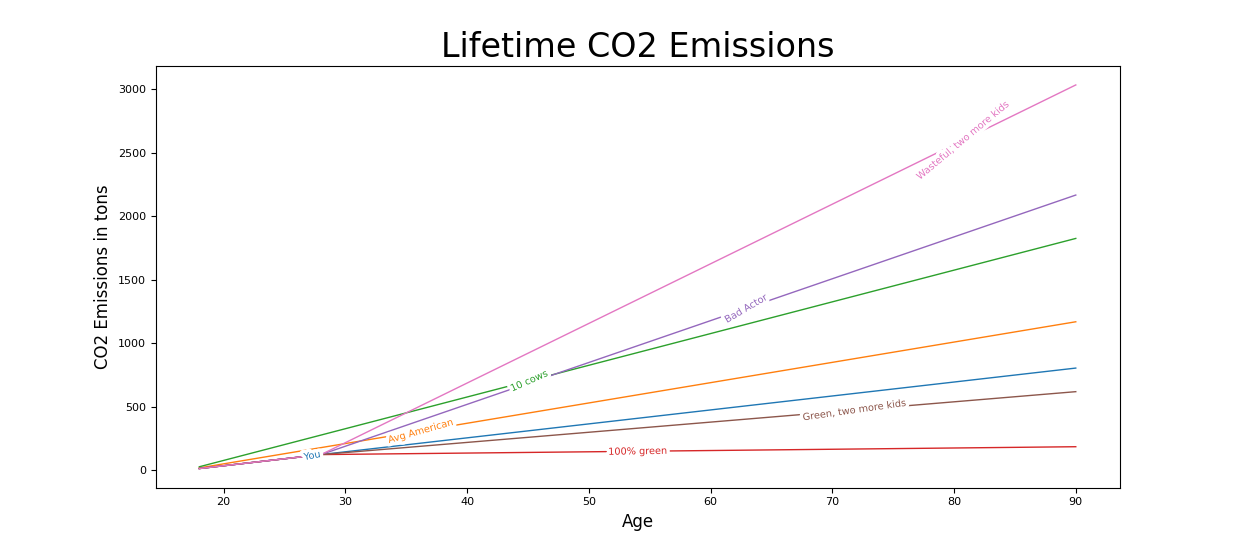 Lifetime CO2 Emissions
CO2 Emissions in tons
3000
2500
2000
1500
1000
500
0
Wasteful, two more kids
Bad Actor
10 cows
Avg American
Green, two more kids
You
100% green
20 30 40 50 60 70 80 90
Age